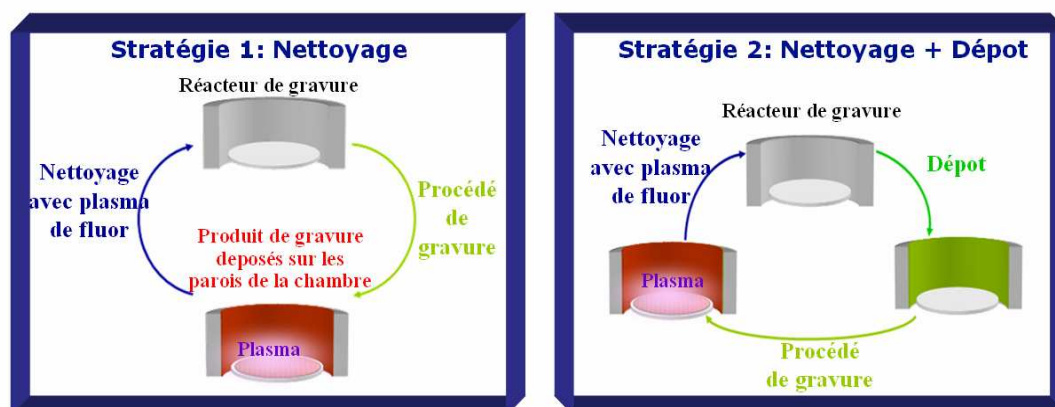 Stratégie 1: Nettoyage
Réacteur de gravure
Nettoyage
avec plasma
de fluor
Procédé
de
gravure
Produit de gravure
deposés sur les
parois de la chambre
Plasma
Stratégie 2: Nettoyage + Dépot
Réacteur de gravure
Nettoyage
avec plasma
de fluor
Dépot
Plasma
Procédé
de gravure